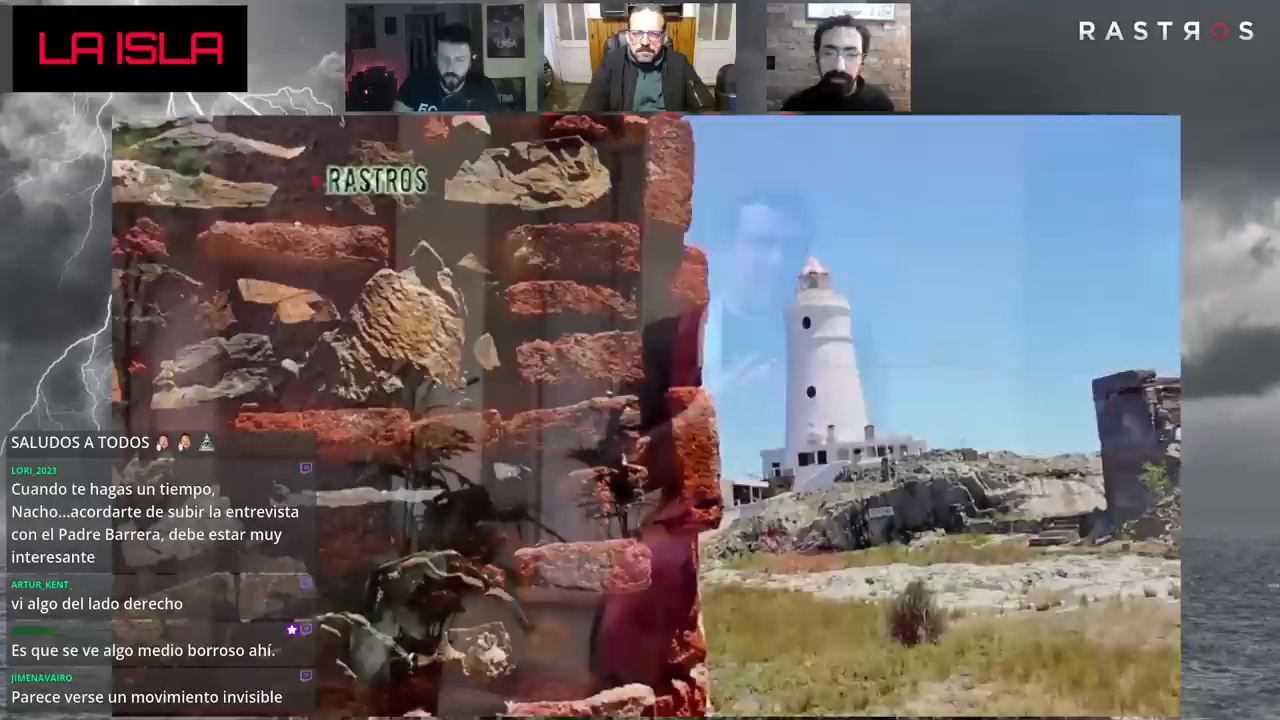 LA ISLA
RASTROS
RASTROS
SALUDOS A TODOS
LORI_2023
Cuando te hagas un tiempo,
Nacho...acordarte de subir la entrevista
con el Padre Barrera, debe estar muy
interesante
ARTUR_KENT_
vi algo del lado derecho
Es que se ve algo medio borroso ahí.
JIMENAVAIRO
Parece verse un movimiento invisible